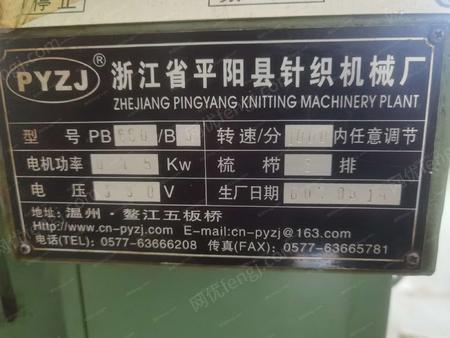 停止
PYZJ® 浙江省平阳县针织机械厂
ZHEJIANG PINGYANG KNITTING MACHINERY PLANT
型号 PB 660/B 转速/分 1000 内任意调节
电机功率 Kw 梳栉 排
电压 380 V 生产日期
地址:温州·鳌江五板桥
Http://www.cn-pyzj.com E-mail:cn-pyzj@163.com
电话(TEL): 0577-63666208 传真(FAX): 0577-63665781